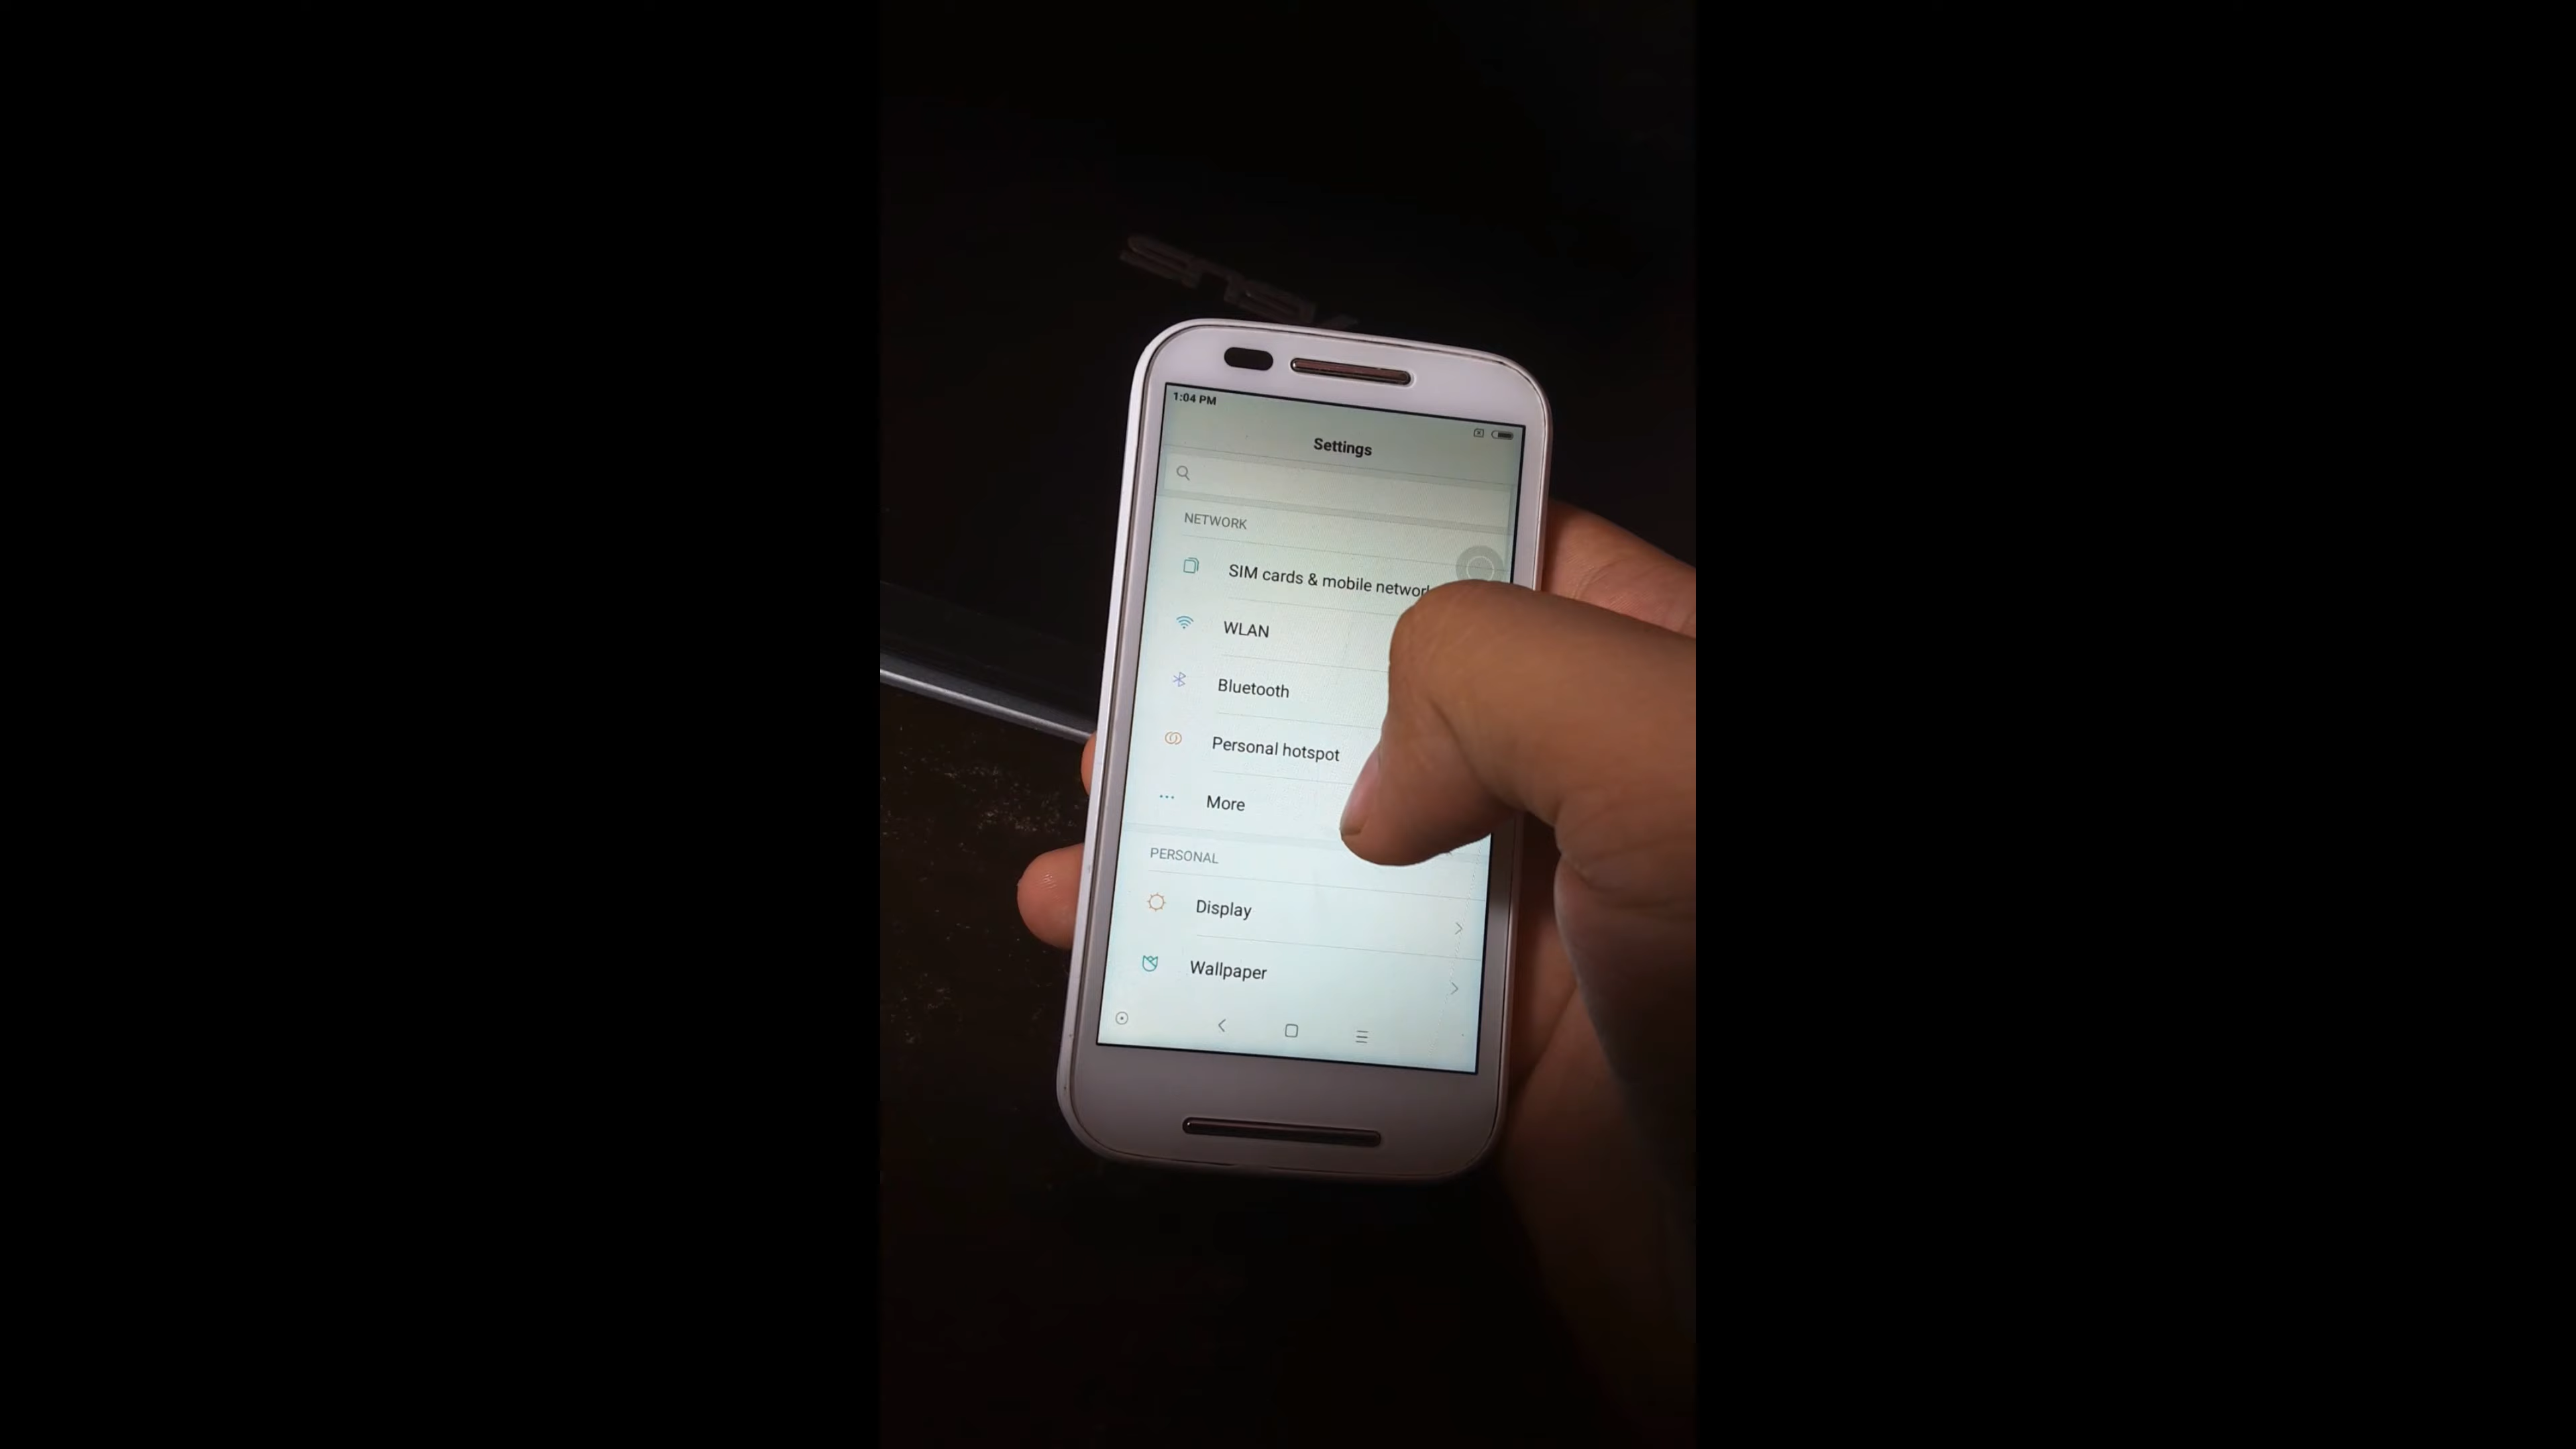 1:04 PM
Settings
NETWORK
SIM cards & mobile network
WLAN
Bluetooth
Personal hotspot
More
PERSONAL
Display
Wallpaper